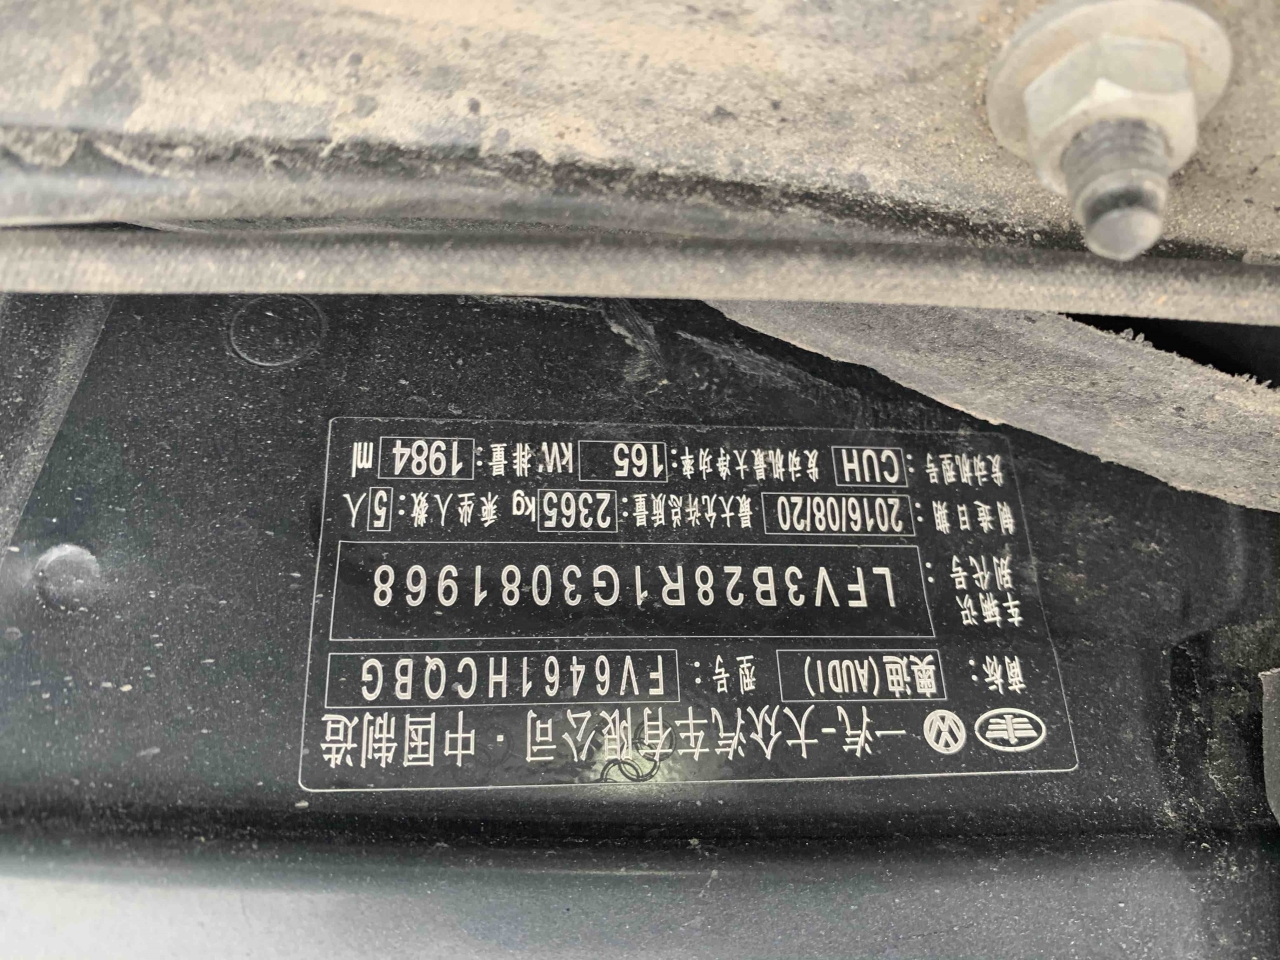 一汽-大众汽车有限公司·中国制造
商标：奥迪(AUDI) 型号：FV6461HCQBG
车辆识别代号：LFV3B28R1G3081968
制造日期：2016/08/20 最大允许总质量：2365 kg 乘坐人数：5 人
发动机型号：CUH 发动机最大净功率：165 kW 排量：1984 ml